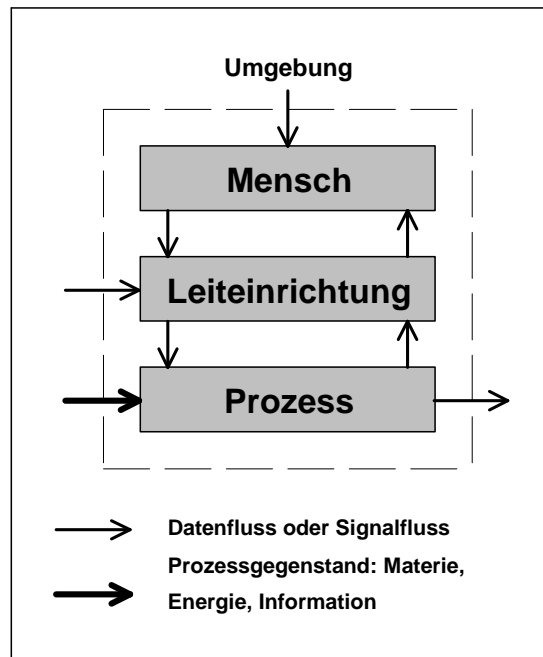 Umgebung
Mensch
Leiteinrichtung
Prozess
Datenfluss oder Signalfluss
Prozessgegenstand: Materie,
Energie, Information